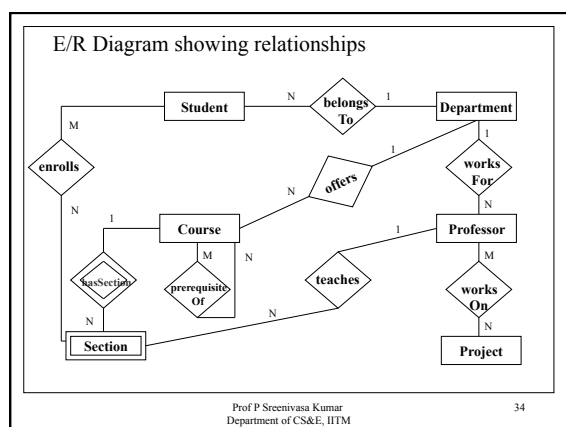 E/R Diagram showing relationships
Student
N
belongs
To
1
Department
M
enrolls
N
1
offers
N
1
works
For
N
Course
1
hasSection
N
M
prerequisite
Of
N
Professor
1
teaches
N
M
works
On
N
Section
Project
Prof P Sreenivasa Kumar
Department of CS&E, IITM
34